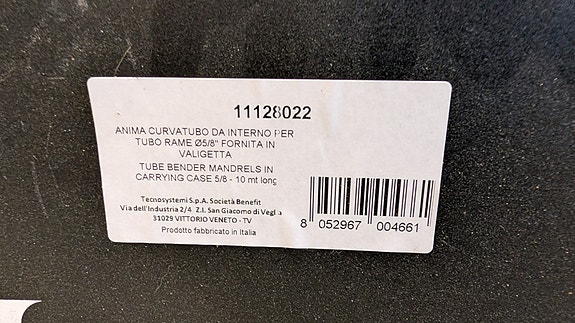 11128022
ANIMA CURVATUBO DA INTERNO PER
TUBO RAME Ø5/8" FORNITA IN
VALIGETTA
TUBE BENDER MANDRELS IN
CARRYING CASE 5/8 - 10 mt long
Tecnosystemi S.p.A. Società Benefit
Via dell'Industria 2/4 Z.I. San Giacomo di Veglia
31029 VITTORIO VENETO - TV
Prodotto fabbricato in Italia
8 052967 004661